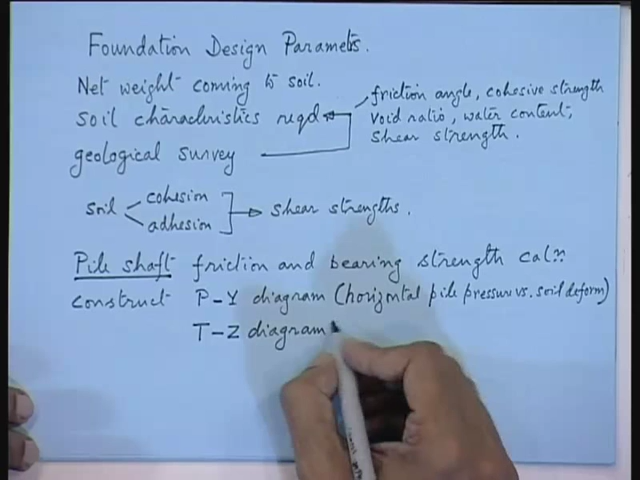 Foundation Design Paramets.
Net weight coming to soil.
soil characteristics reqd
friction angle, cohesive strength
void ratio, water content,
shear strength.
geological survey
soil
cohesion
adhesion
shear strengths.
Pile shaft friction and bearing strength calxn
construct P-Y diagram (horizontal pile pressur vs. soil deform)
T-Z diagram